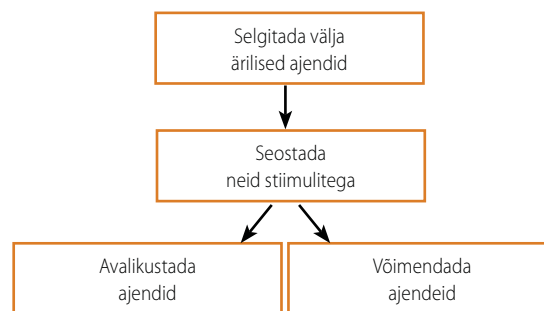 Selgitada välja
ärilised ajendid
Seostada
neid stiimulitega
Avalikustada
ajendid
Võimendada
ajendeid